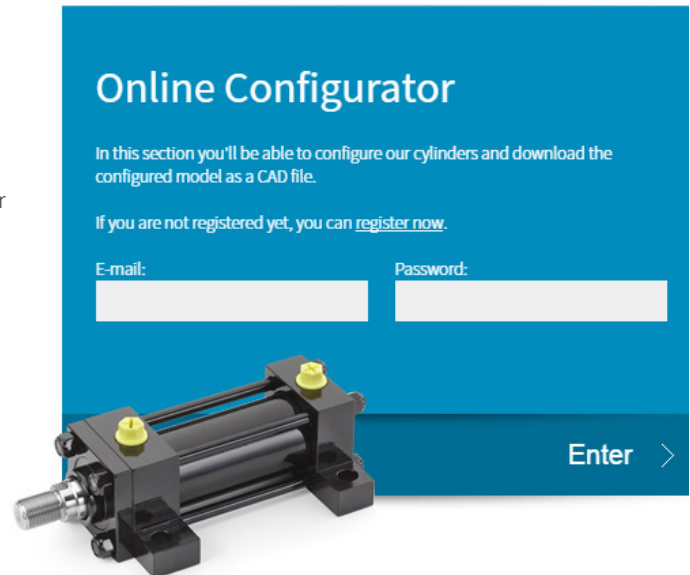 Online Configurator
In this section you'll be able to configure our cylinders and download the
configured model as a CAD file.
r
If you are not registered yet, you can register now.
E-mail: Password:
Enter